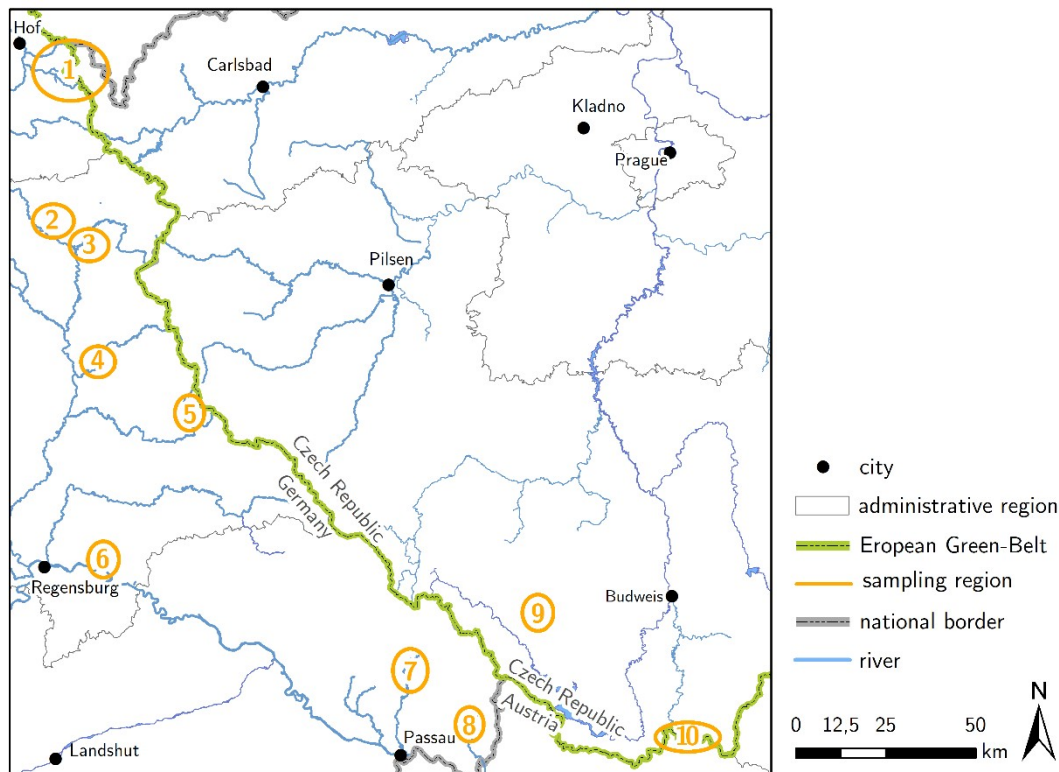 Hof
1
Carlsbad
Kladno
Prague
2
3
Pilsen
4
5
Czech Republic
Germany
6
Regensburg
9
Budweis
7
Czech Republic
Austria
8
10
Passau
Landshut
city
administrative region
Eropean Green-Belt
sampling region
national border
river
N
0 12,5 25 50
km